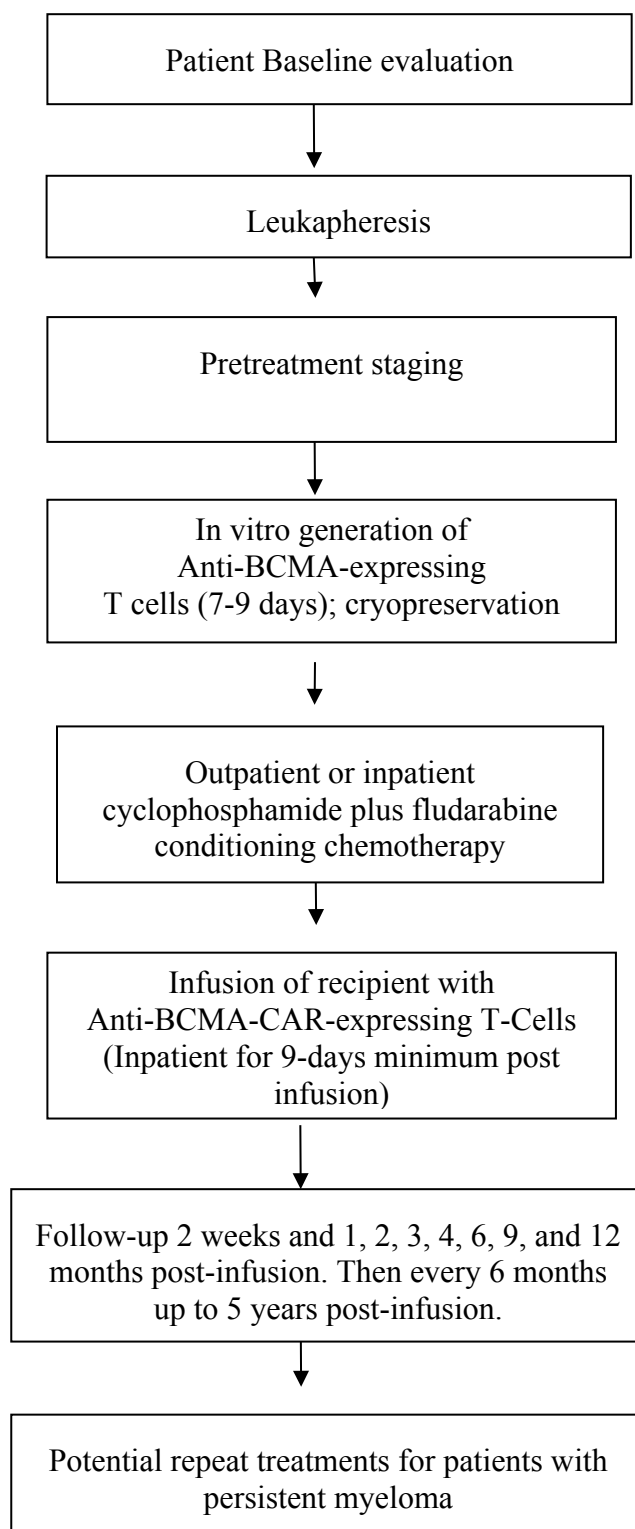 Patient Baseline evaluation
Leukapheresis
Pretreatment staging
In vitro generation of
Anti-BCMA-expressing
T cells (7-9 days); cryopreservation
Outpatient or inpatient
cyclophosphamide plus fludarabine
conditioning chemotherapy
Infusion of recipient with
Anti-BCMA-CAR-expressing T-Cells
(Inpatient for 9-days minimum post
infusion)
Follow-up 2 weeks and 1, 2, 3, 4, 6, 9, and 12
months post-infusion. Then every 6 months
up to 5 years post-infusion.
Potential repeat treatments for patients with
persistent myeloma